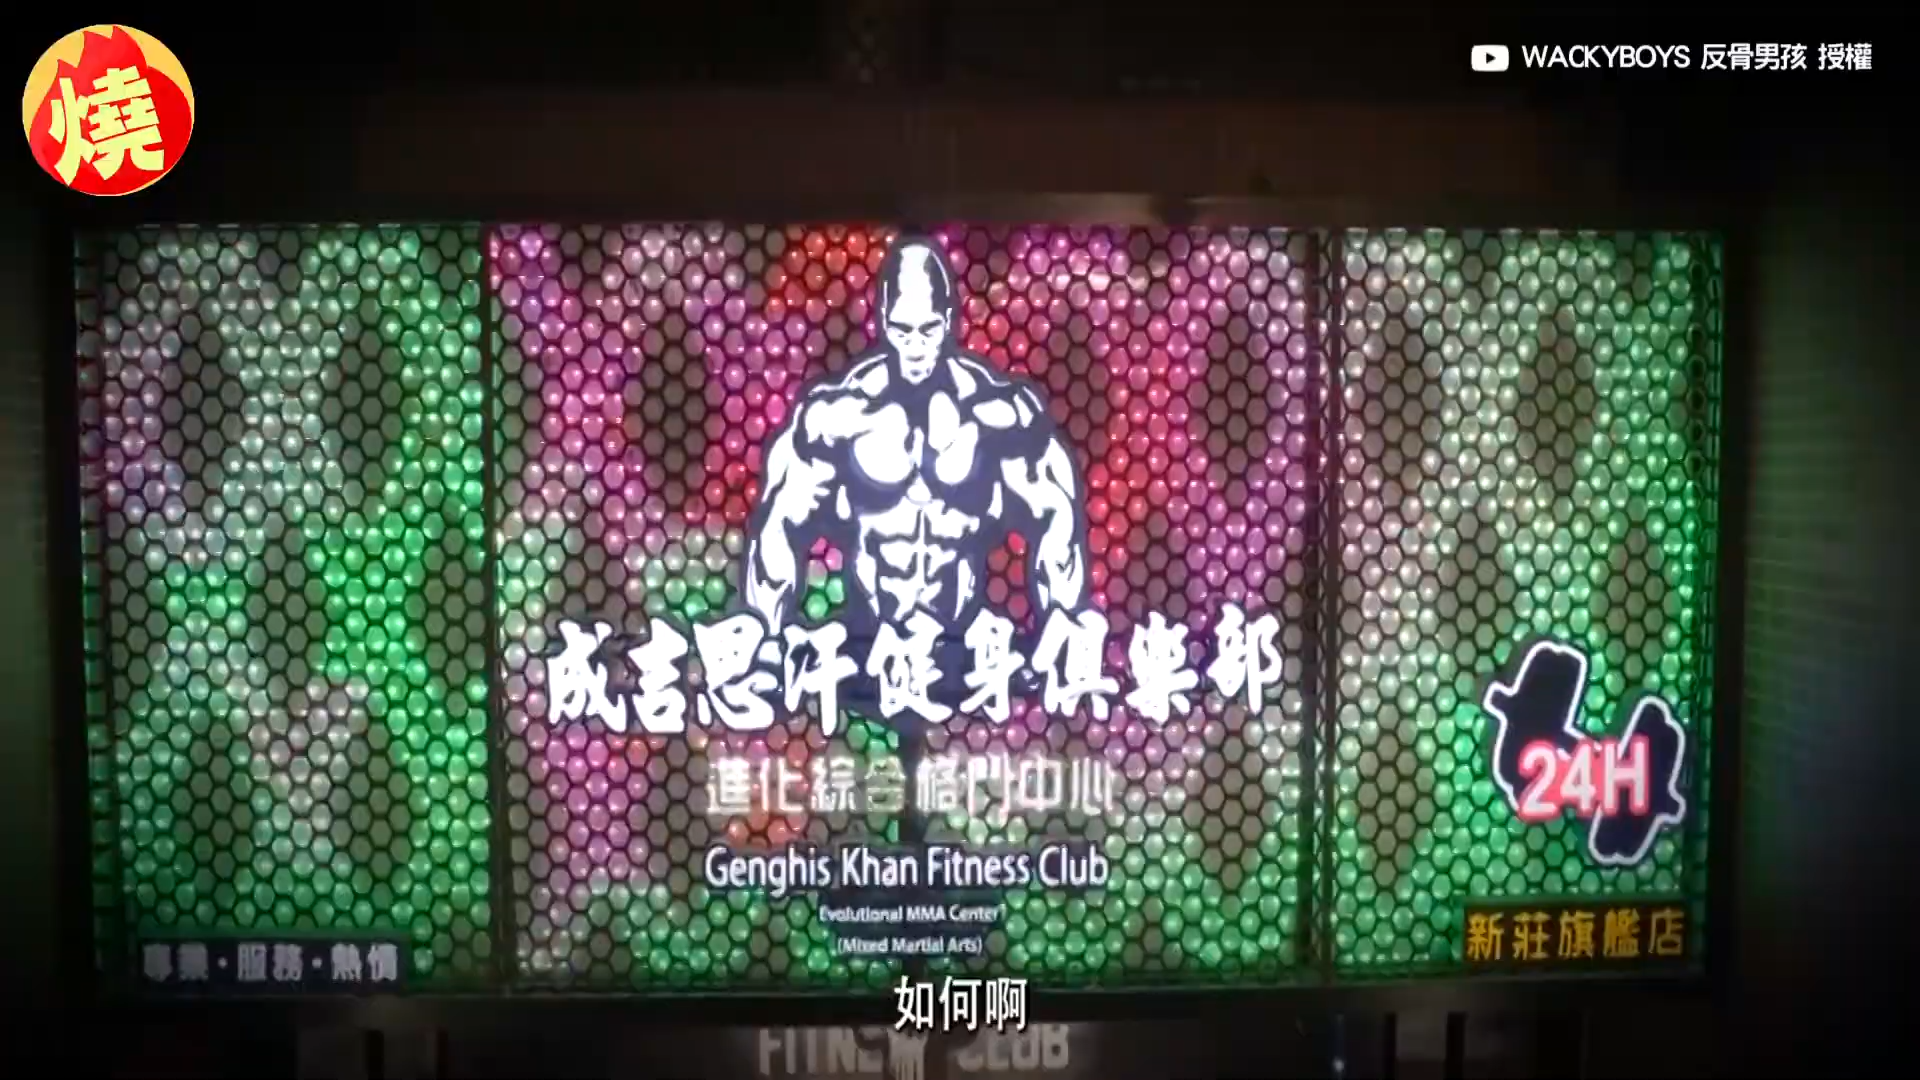 燒
WACKYBOYS 反骨男孩 授權
成吉思汗健身俱樂部
進化綜合格鬥中心
Genghis Khan Fitness Club
Evolutional MMA Center
(Mixed Martial Arts)
24H
新莊旗艦店
專業·服務·熱情
如何啊
FITNESS CLUB